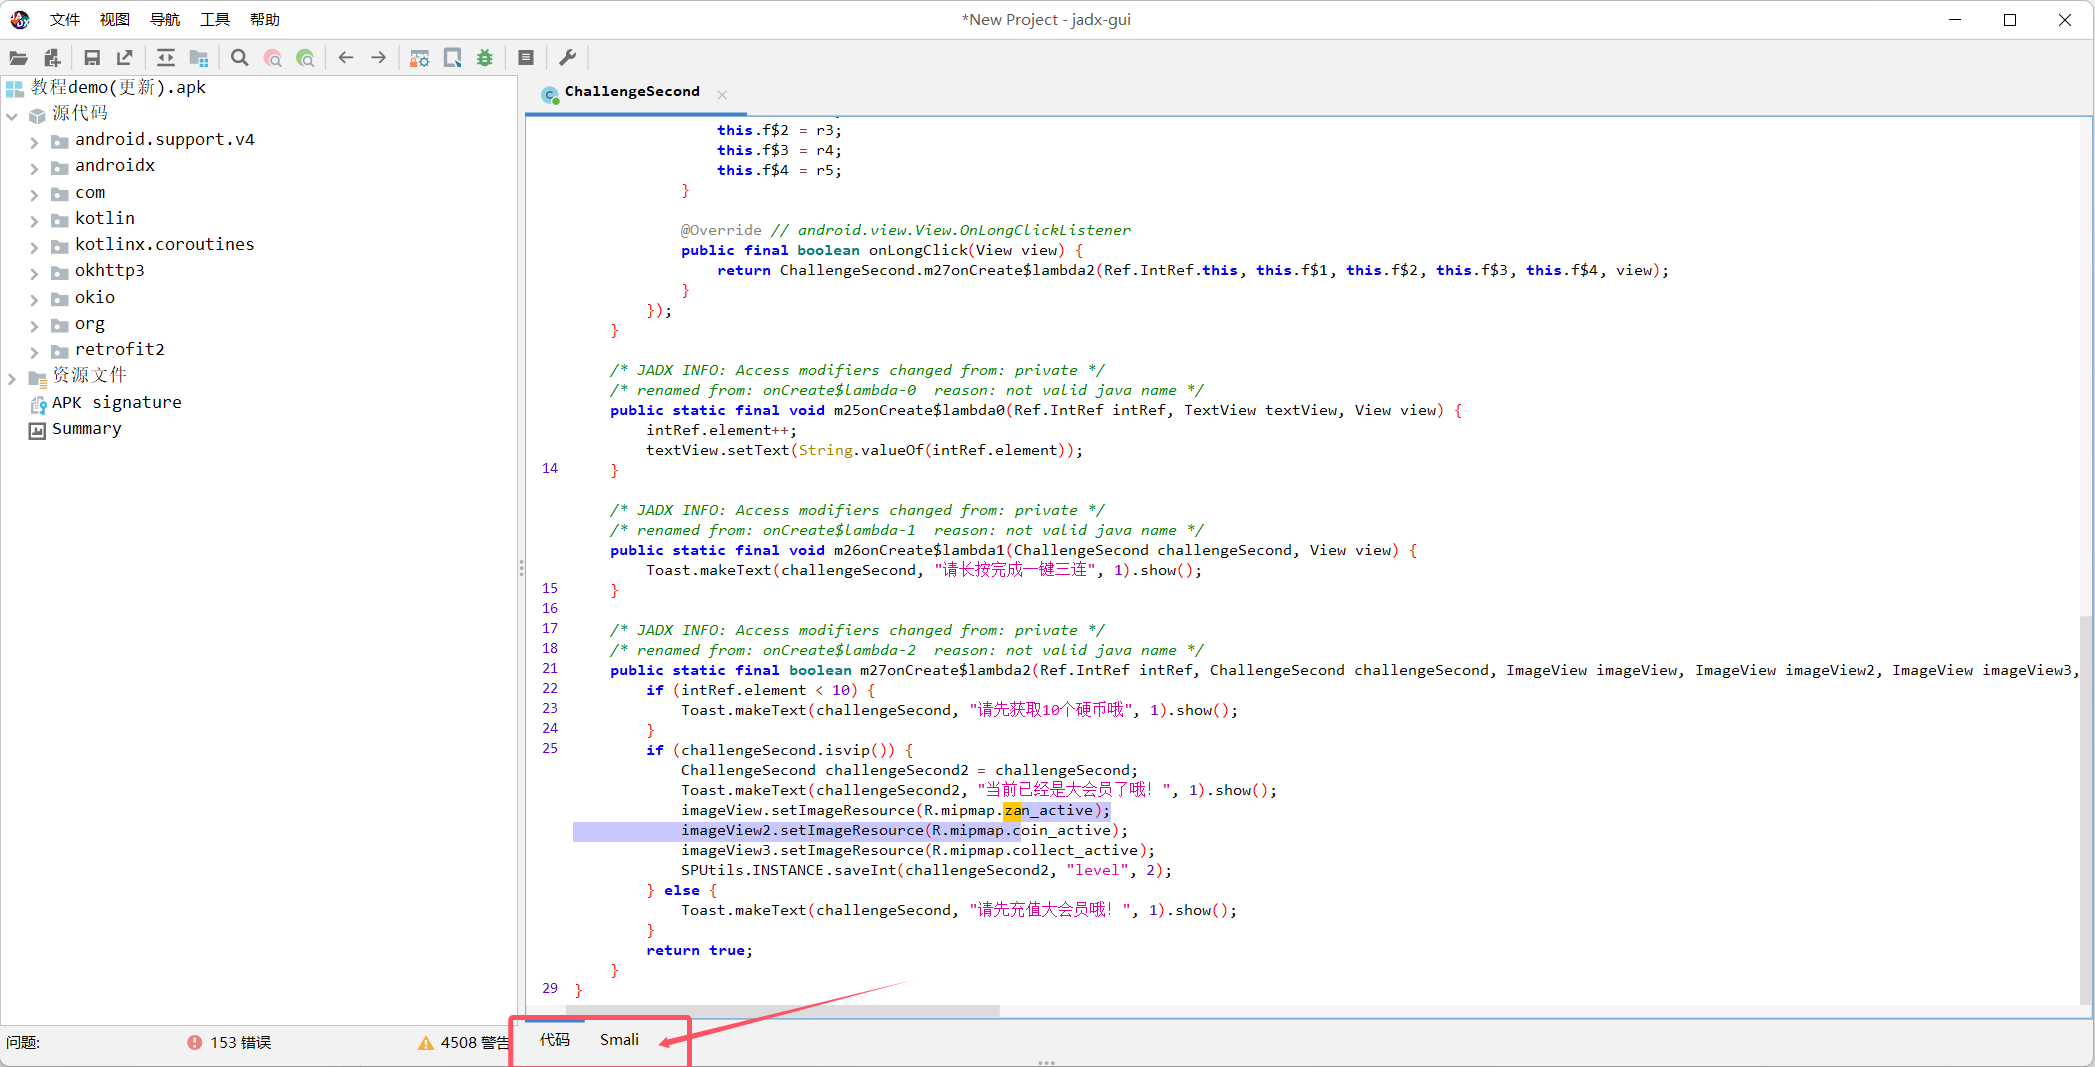 文件 视图 导航 工具 帮助
*New Project - jadx-gui
教程demo(更新).apk
源代码
android.support.v4
androidx
com
kotlin
kotlinx.coroutines
okhttp3
okio
org
retrofit2
资源文件
APK signature
Summary
ChallengeSecond
this.f$2 = r3;
this.f$3 = r4;
this.f$4 = r5;
}
@Override // android.view.View.OnLongClickListener
public final boolean onLongClick(View view) {
return ChallengeSecond.m27onCreate$lambda2(Ref.IntRef.this, this.f$1, this.f$2, this.f$3, this.f$4, view);
}
});
}
/* JADX INFO: Access modifiers changed from: private */
/* renamed from: onCreate$lambda-0  reason: not valid java name */
public static final void m25onCreate$lambda0(Ref.IntRef intRef, TextView textView, View view) {
intRef.element++;
textView.setText(String.valueOf(intRef.element));
14 }
/* JADX INFO: Access modifiers changed from: private */
/* renamed from: onCreate$lambda-1  reason: not valid java name */
public static final void m26onCreate$lambda1(ChallengeSecond challengeSecond, View view) {
Toast.makeText(challengeSecond, "请长按完成一键三连", 1).show();
15 }
16
17 /* JADX INFO: Access modifiers changed from: private */
18 /* renamed from: onCreate$lambda-2  reason: not valid java name */
21 public static final boolean m27onCreate$lambda2(Ref.IntRef intRef, ChallengeSecond challengeSecond, ImageView imageView, ImageView imageView2, ImageView imageView3,
22 if (intRef.element < 10) {
23 Toast.makeText(challengeSecond, "请先获取10个硬币哦", 1).show();
24 }
25 if (challengeSecond.isvip()) {
ChallengeSecond challengeSecond2 = challengeSecond;
Toast.makeText(challengeSecond2, "当前已经是大会员了哦！", 1).show();
imageView.setImageResource(R.mipmap.zan_active);
imageView2.setImageResource(R.mipmap.coin_active);
imageView3.setImageResource(R.mipmap.collect_active);
SPUtils.INSTANCE.saveInt(challengeSecond2, "level", 2);
} else {
Toast.makeText(challengeSecond, "请先充值大会员哦！", 1).show();
}
return true;
}
29 }
问题: 153 错误 4508 警告 代码 Smali